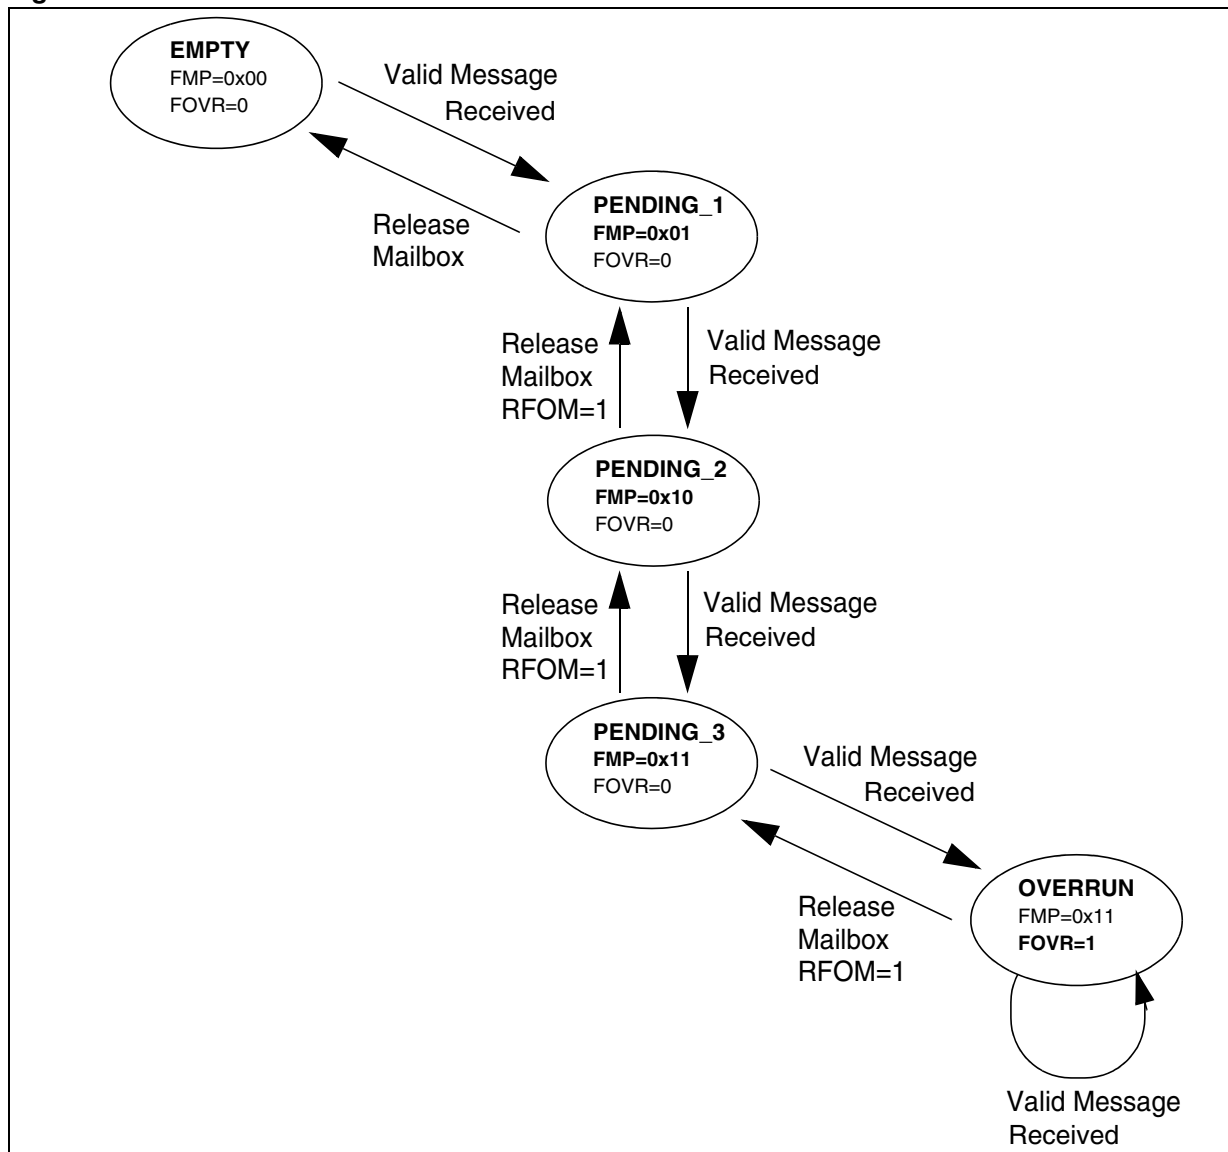 EMPTY
FMP=0x00
FOVR=0
Valid Message
Received
Release
Mailbox
PENDING_1
FMP=0x01
FOVR=0
Release
Mailbox
RFOM=1
Valid Message
Received
PENDING_2
FMP=0x10
FOVR=0
Release
Mailbox
RFOM=1
Valid Message
Received
PENDING_3
FMP=0x11
FOVR=0
Valid Message
Received
Release
Mailbox
RFOM=1
OVERRUN
FMP=0x11
FOVR=1
Valid Message
Received